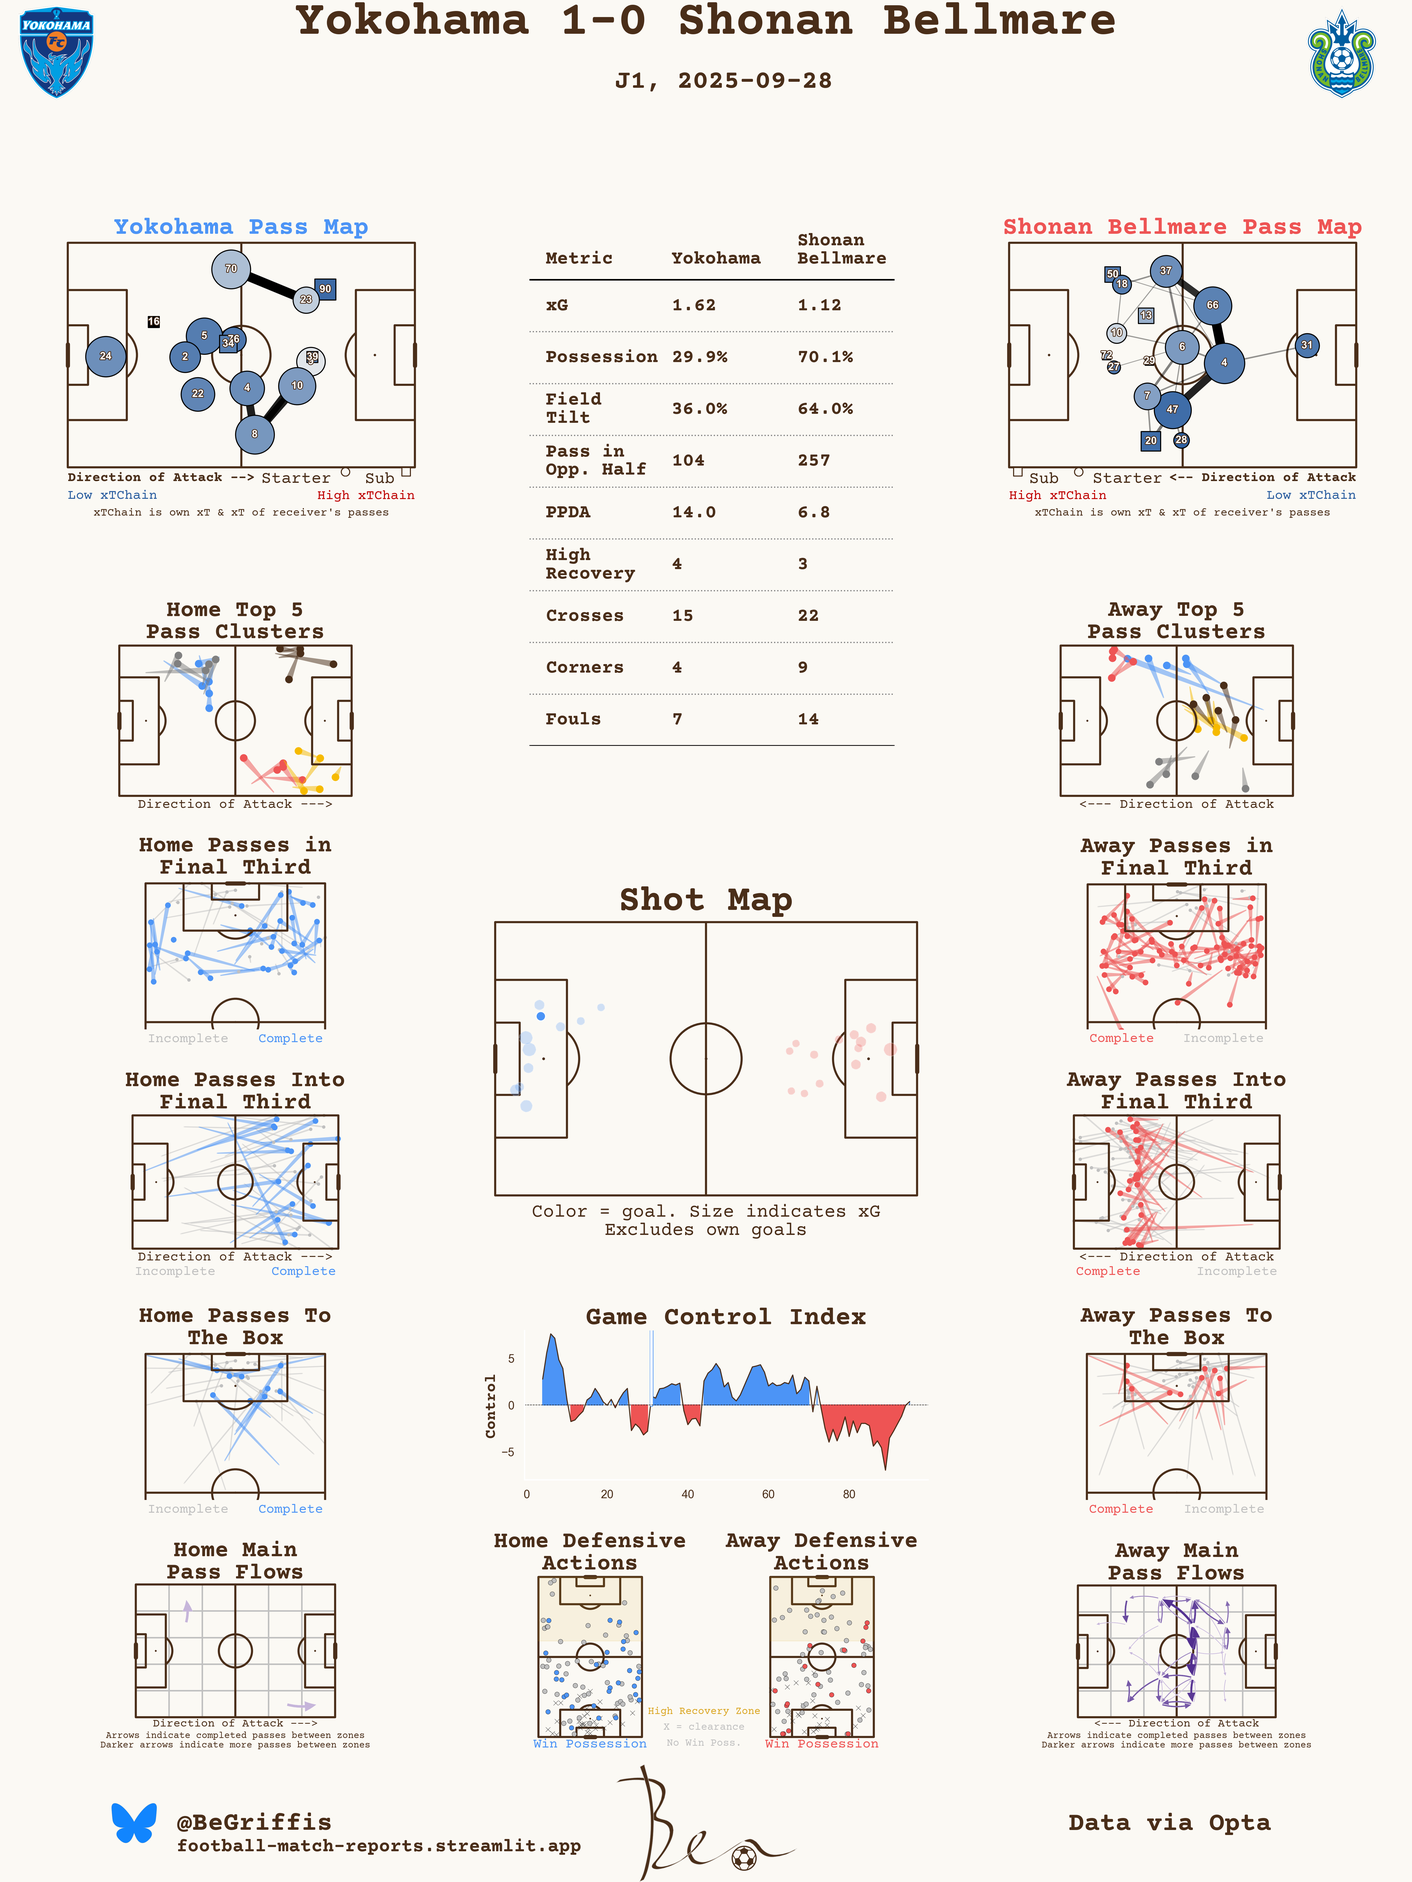 Yokohama 1-0 Shonan Bellmare
J1, 2025-09-28
YOKOHAMA
FC
SHONAN BELLMARE
Yokohama Pass Map
70
23
90
16
5
76
34
24
2
39
22
4
10
8
Direction of Attack --> Starter Sub
Low xTChain High xTChain
xTChain is own xT & xT of receiver's passes
Metric Yokohama Shonan Bellmare
xG 1.62 1.12
Possession 29.9% 70.1%
Field Tilt 36.0% 64.0%
Pass in Opp. Half 104 257
PPDA 14.0 6.8
High Recovery 4 3
Crosses 15 22
Corners 4 9
Fouls 7 14
Shonan Bellmare Pass Map
50
37
18
66
13
10
6
31
72
29
27
4
7
47
20
28
Sub Starter <-- Direction of Attack
High xTChain Low xTChain
xTChain is own xT & xT of receiver's passes
Home Top 5
Pass Clusters
Direction of Attack --->
Away Top 5
Pass Clusters
<--- Direction of Attack
Home Passes in
Final Third
Incomplete Complete
Away Passes in
Final Third
Complete Incomplete
Shot Map
Color = goal. Size indicates xG
Excludes own goals
Home Passes Into
Final Third
Direction of Attack --->
Incomplete Complete
Away Passes Into
Final Third
<--- Direction of Attack
Complete Incomplete
Home Passes To
The Box
Incomplete Complete
Game Control Index
Control
5
0
−5
0 20 40 60 80
Away Passes To
The Box
Complete Incomplete
Home Main
Pass Flows
Direction of Attack --->
Arrows indicate completed passes between zones
Darker arrows indicate more passes between zones
Home Defensive
Actions
Win Possession
Away Defensive
Actions
Win Possession
High Recovery Zone
X = clearance
No Win Poss.
Away Main
Pass Flows
<--- Direction of Attack
Arrows indicate completed passes between zones
Darker arrows indicate more passes between zones
@BeGriffis
football-match-reports.streamlit.app
Ben
Data via Opta